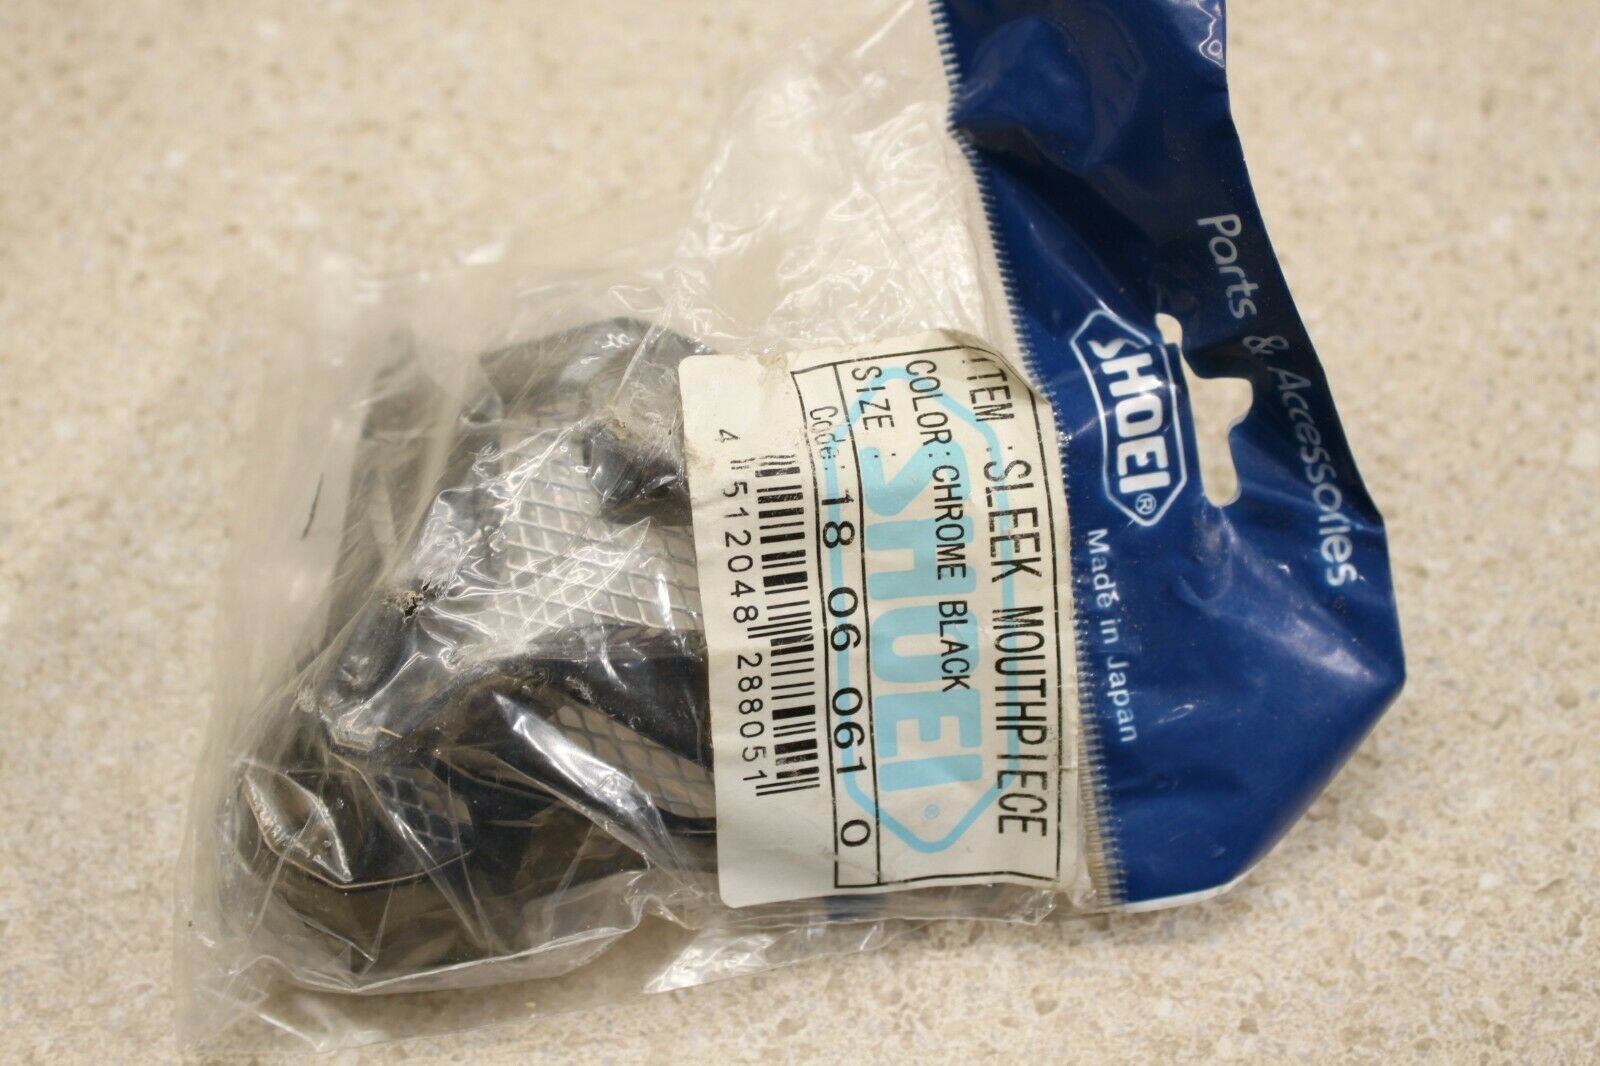 Parts & Accessories
SHOEI®
Made in Japan
ITEM :SLEEK MOUTHPIECE
COLOR:CHROME BLACK
SIZE :
Code: 18 06 061 0
SHOEI®
4 512048 288051